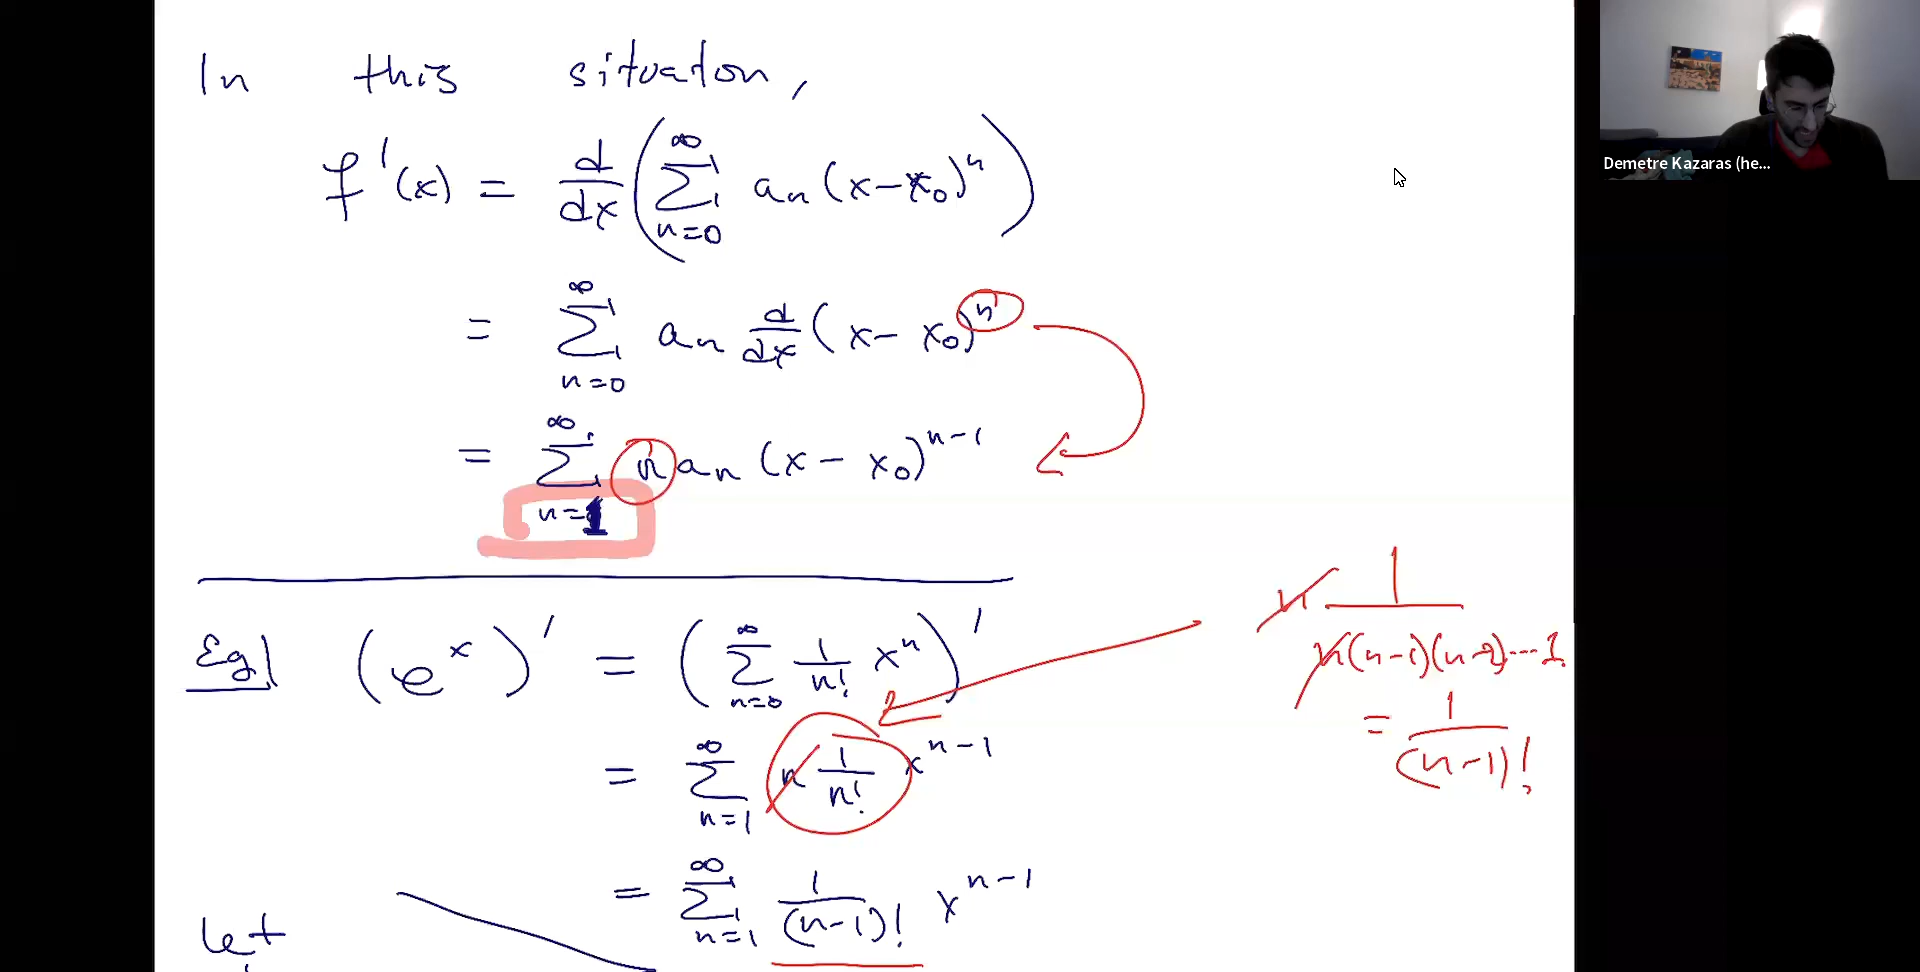 In this situaton,
f'(x) = d/dx ( ∑_{n=0}^{∞} a_n (x-x_0)^n )
= ∑_{n=0}^{∞} a_n d/dx (x-x_0)^n
= ∑_{n=1}^{∞} n a_n (x-x_0)^{n-1}
Eg) (e^x)' = ( ∑_{n=0}^{∞} 1/n! x^n )'
= ∑_{n=1}^{∞} n 1/n! x^{n-1}
= ∑_{n=1}^{∞} 1/(n-1)! x^{n-1}
n 1/n(n-1)(n-2)...1
= 1/(n-1)!
let
Demetre Kazaras (he...